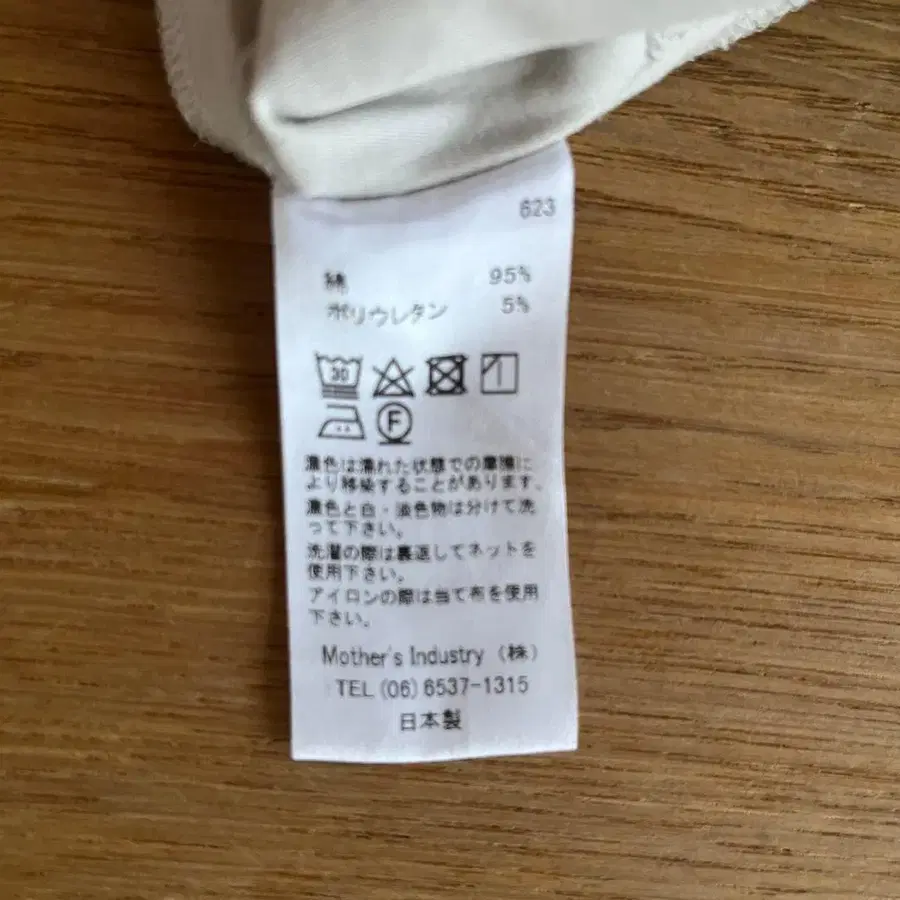 623
綿 95%
ポリウレタン 5%
30
F
濃色は濡れた状態での摩擦に
より移染することがあります。
濃色と白・淡色物は分けて洗
って下さい。
洗濯の際は裏返してネットを
使用下さい。
アイロンの際は当て布を使用
下さい。
Mother's Industry (株)
TEL (06) 6537-1315
日本製